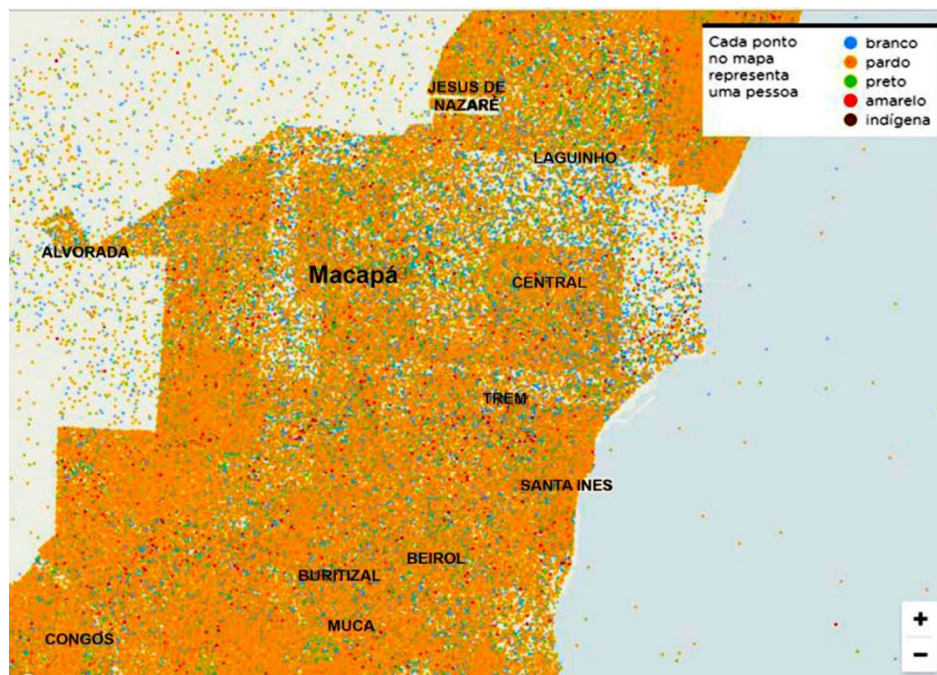 Cada ponto
no mapa
representa
uma pessoa
branco
pardo
preto
amarelo
indígena
JESUS DE
NAZARÉ
LAGUINHO
ALVORADA
Macapá
CENTRAL
TREM
SANTA INES
BEIROL
BURITIZAL
MUCA
CONGOS
+
−